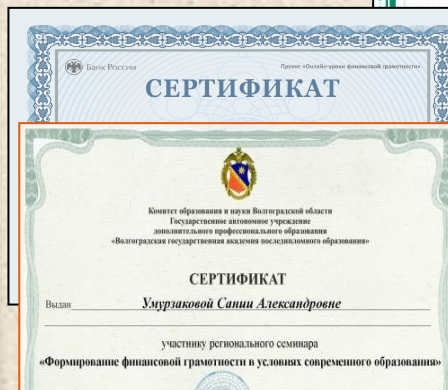 Банк России
Проект «Онлайн-уроки финансовой грамотности»
СЕРТИФИКАТ
Комитет образования и науки Волгоградской области
Государственное автономное учреждение
дополнительного профессионального образования
«Волгоградская государственная академия последипломного образования»
СЕРТИФИКАТ
Выдан Умурзаковой Сании Александровне
участнику регионального семинара
«Формирование финансовой грамотности в условиях современного образования»